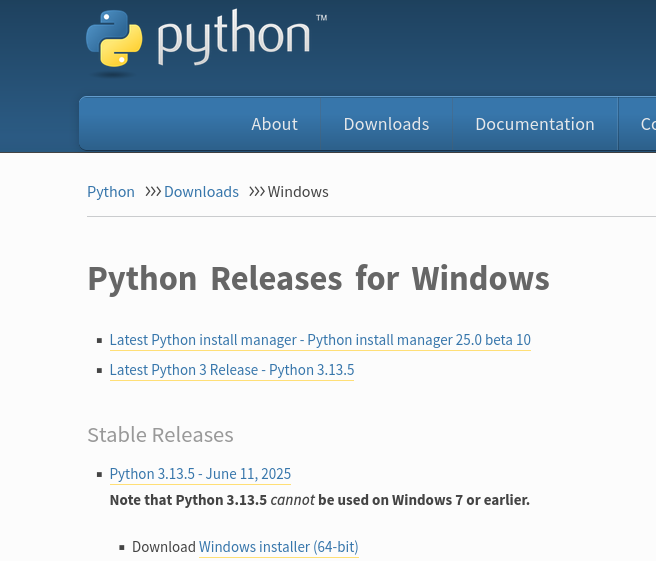 python™
About Downloads Documentation
Python >>> Downloads >>> Windows
Python Releases for Windows
Latest Python install manager - Python install manager 25.0 beta 10
Latest Python 3 Release - Python 3.13.5
Stable Releases
Python 3.13.5 - June 11, 2025
Note that Python 3.13.5 cannot be used on Windows 7 or earlier.
Download Windows installer (64-bit)